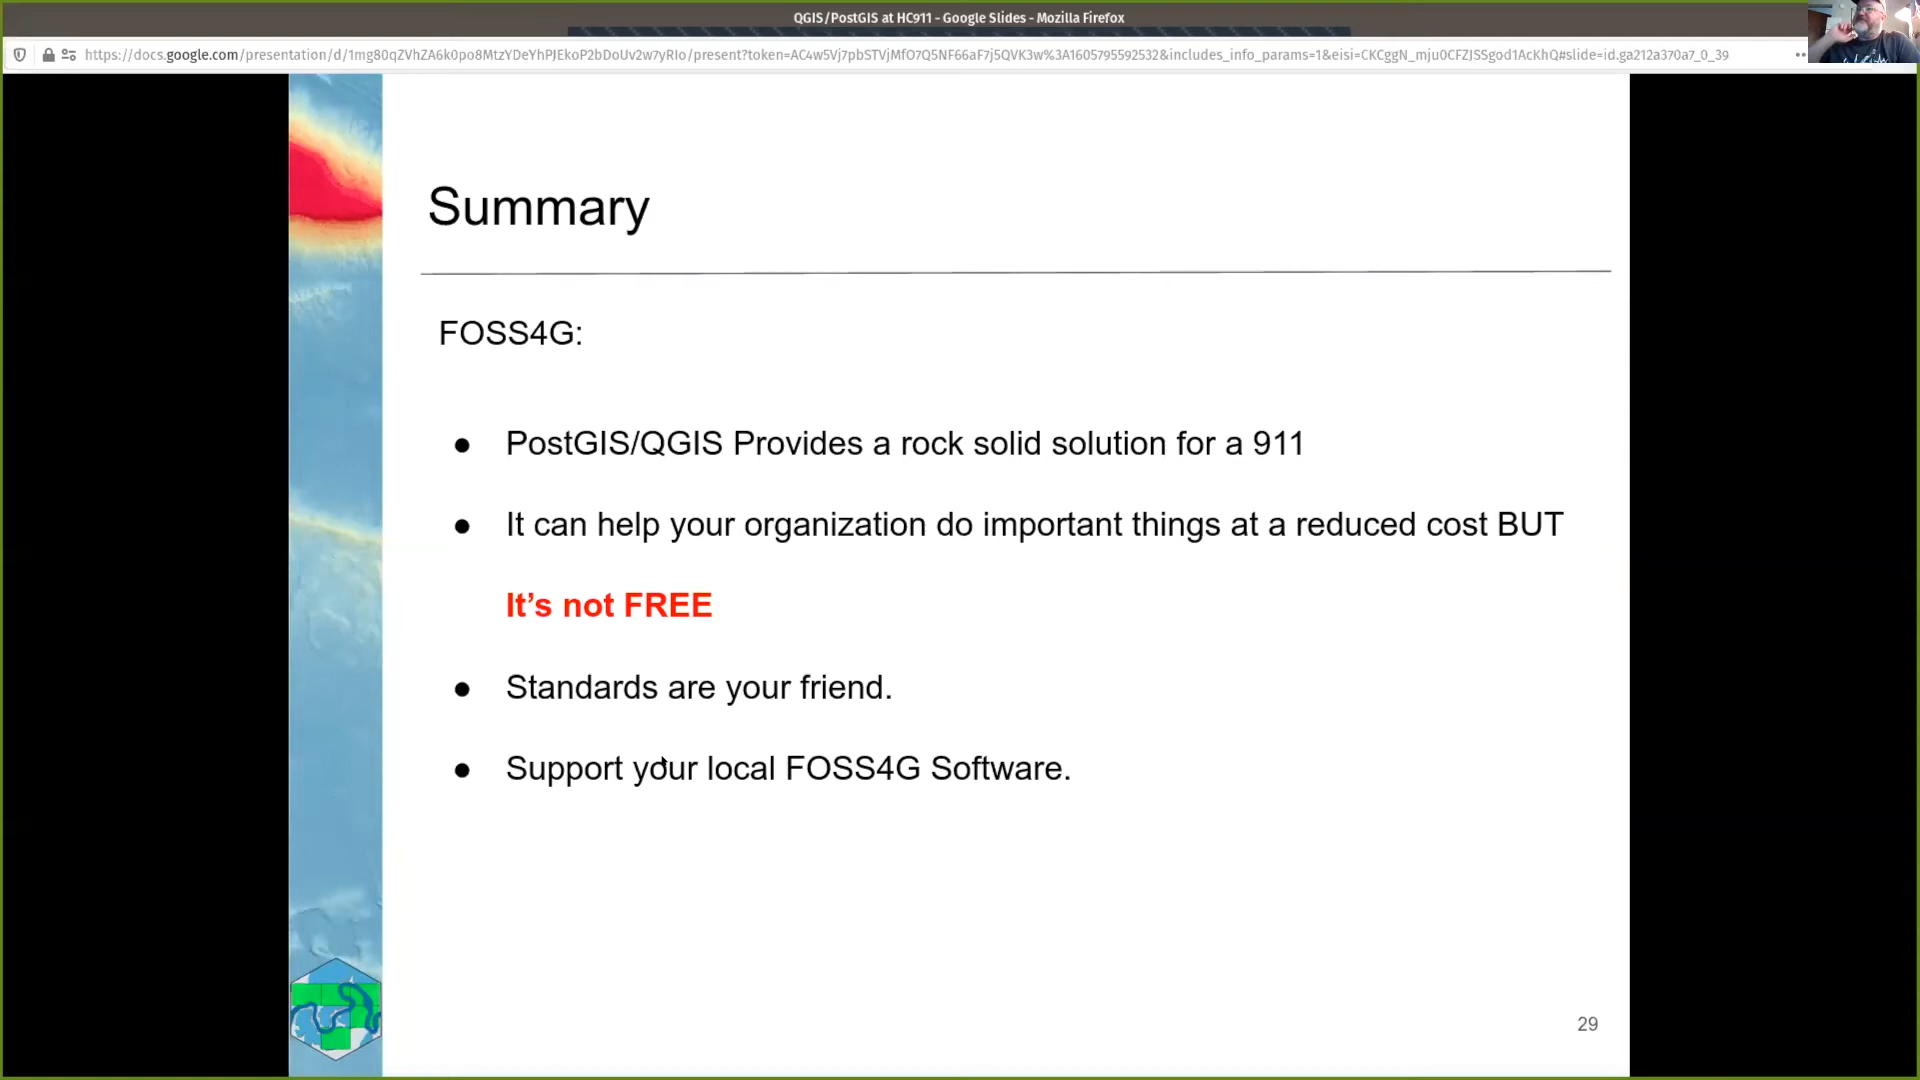 QGIS/PostGIS at HC911 - Google Slides - Mozilla Firefox
https://docs.google.com/presentation/d/1mg80qZVhZA6k0po8MtzYDeYhPJEkoP2bDoUv2w7yRIo/present?token=AC4w5Vj7pbSTVjMfO7Q5NF66aF7j5QVK3w%3A1605795592532&includes_info_params=1&eisi=CKCggN_mju0CFZJSSgod1AcKhQ#slide=id.ga212a370a7_0_39
Summary
FOSS4G:
● PostGIS/QGIS Provides a rock solid solution for a 911
● It can help your organization do important things at a reduced cost BUT
It's not FREE
● Standards are your friend.
● Support your local FOSS4G Software.
29